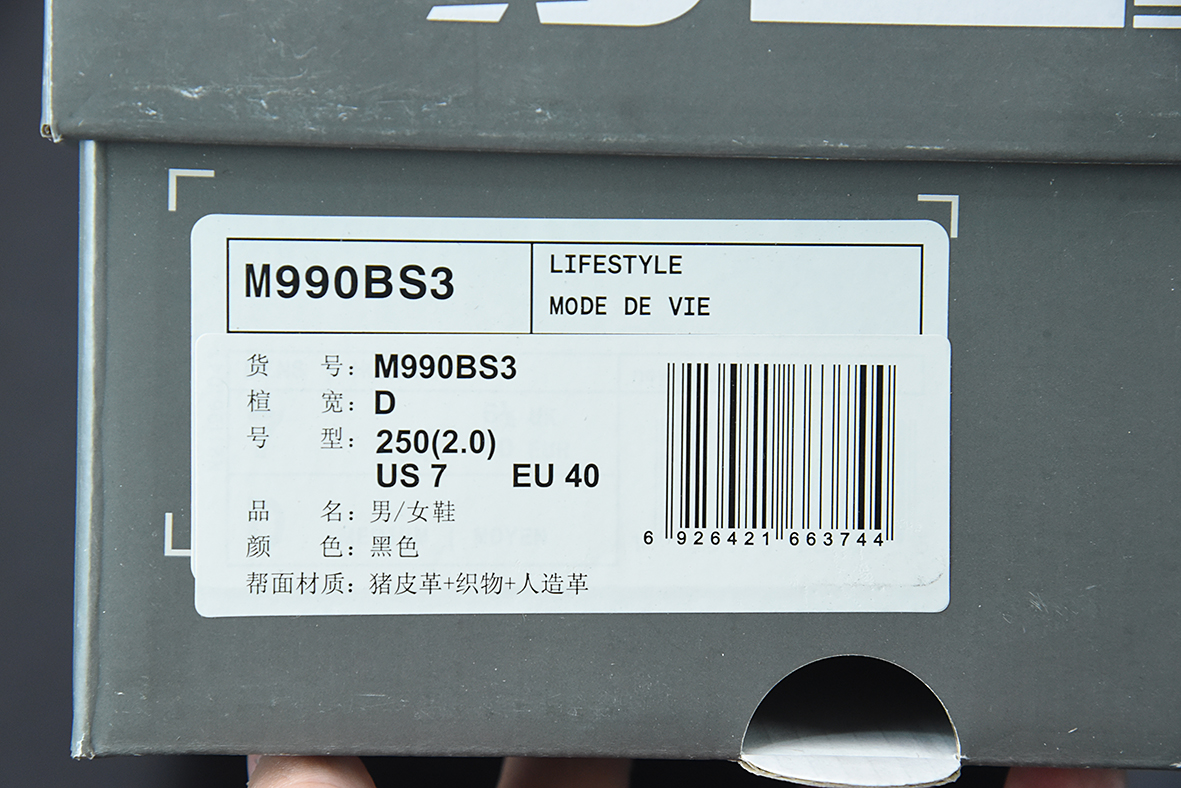 M990BS3
LIFESTYLE
MODE DE VIE
货 号: M990BS3
楦 宽: D
号 型: 250(2.0)
US 7 EU 40
品 名: 男/女鞋
颜 色: 黑色
帮面材质: 猪皮革+织物+人造革
6 926421 663744